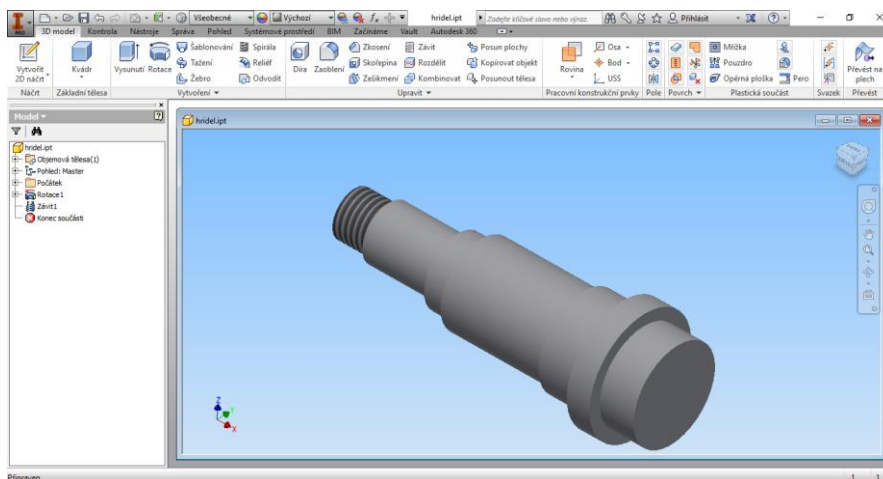 PRO
Všeobecné
Výchozí
hridel.ipt
Zadejte klíčové slovo nebo výraz.
Přihlásit
3D model Kontrola Nástroje Správa Pohled Systémové prostředí BIM Začínáme Vault Autodesk 360
Vytvořit 2D náčrt
Kvádr
Vysunutí
Rotace
Šablonování
Spirála
Tažení
Reliéf
Žebro
Odvodit
Díra
Zaoblení
Zkosení
Závit
Posun plochy
Skořepina
Rozdělit
Kopírovat objekt
Zešikmení
Kombinovat
Posunout tělesa
Rovina
Osa
Bod
USS
Mřížka
Pouzdro
Opěrná ploška
Pero
Převést na plech
Náčrt
Základní tělesa
Vytvoření
Upravit
Pracovní konstrukční prvky
Pole
Povrch
Plastická součást
Svazek
Převést
Model
hridel.ipt
Objemová tělesa(1)
Pohled: Master
Počátek
Rotace1
Závit1
Konec součásti
hridel.ipt
Z
Y
X
Připraven
1 1